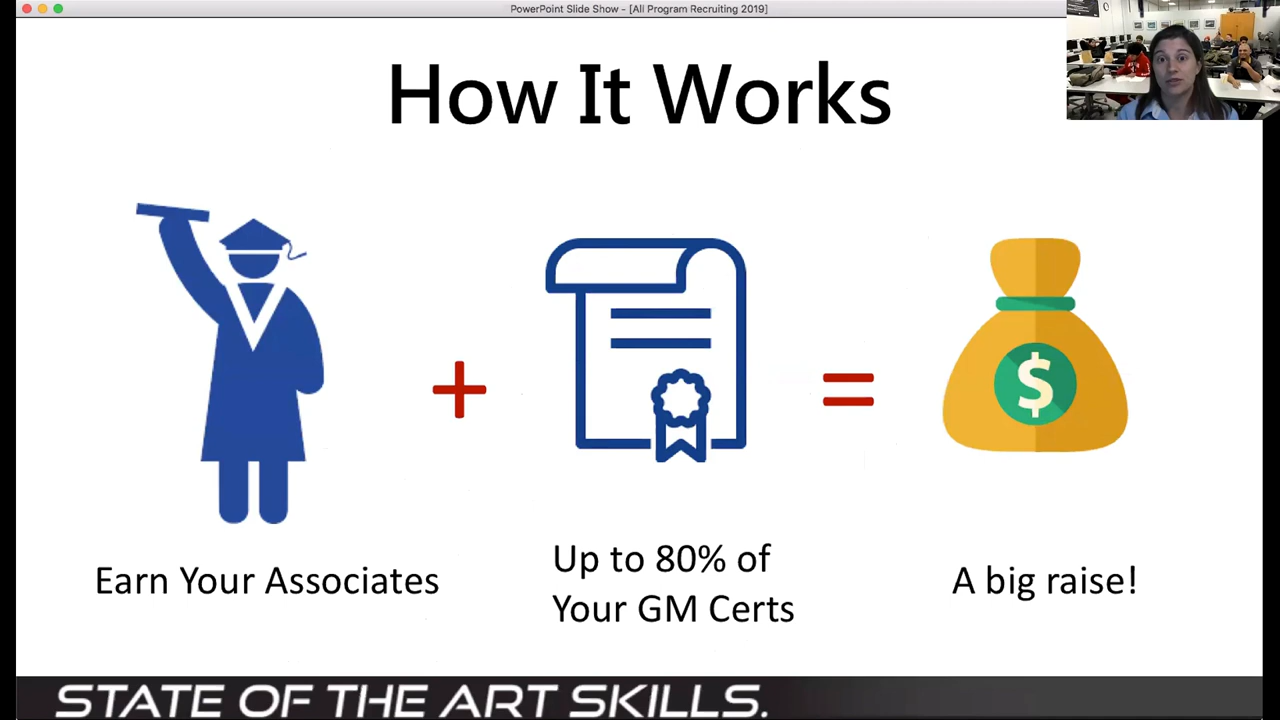 PowerPoint Slide Show - [All Program Recruiting 2019]
How It Works
+
=
$
Earn Your Associates
Up to 80% of
Your GM Certs
A big raise!
STATE OF THE ART SKILLS.